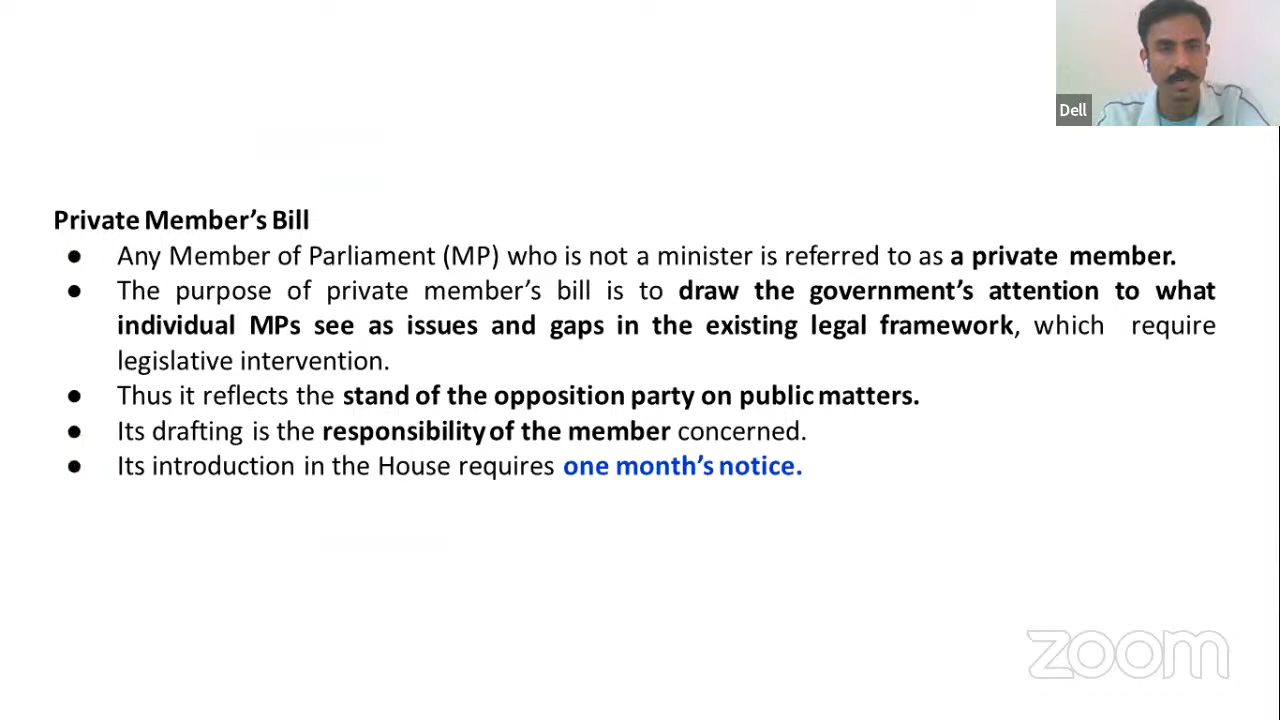 Dell
Private Member's Bill
● Any Member of Parliament (MP) who is not a minister is referred to as a private member.
● The purpose of private member's bill is to draw the government's attention to what
individual MPs see as issues and gaps in the existing legal framework, which require
legislative intervention.
● Thus it reflects the stand of the opposition party on public matters.
● Its drafting is the responsibility of the member concerned.
● Its introduction in the House requires one month's notice.
zoom